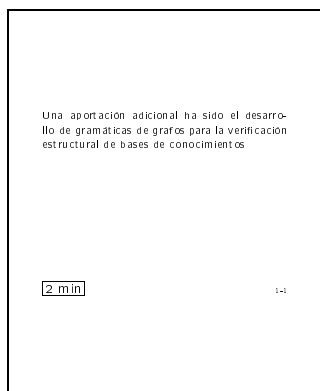 Una aportación adicional ha sido el desarro-
llo de gramáticas de grafos para la verificación
estructural de bases de conocimientos
2 min
1-1